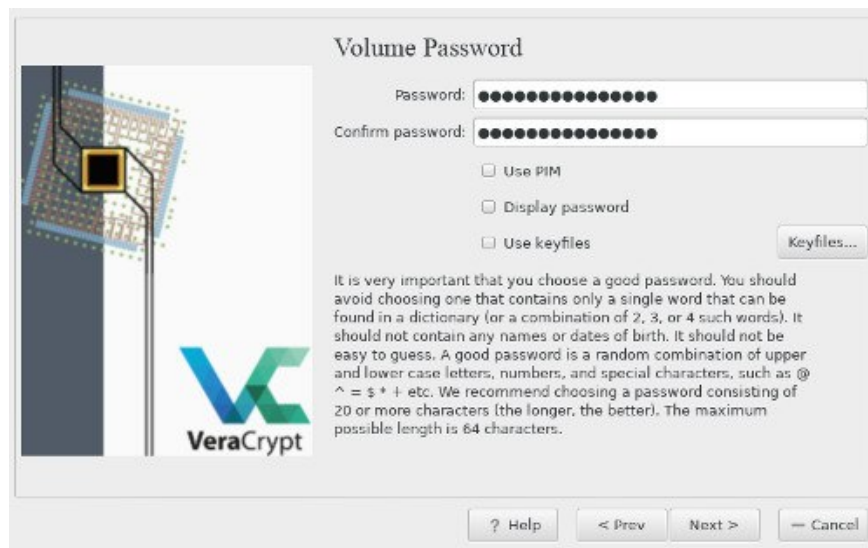 Volume Password
Password: ●●●●●●●●●●●●●●●
Confirm password: ●●●●●●●●●●●●●●●
Use PIM
Display password
Use keyfiles
Keyfiles...
It is very important that you choose a good password. You should
avoid choosing one that contains only a single word that can be
found in a dictionary (or a combination of 2, 3, or 4 such words). It
should not contain any names or dates of birth. It should not be
easy to guess. A good password is a random combination of upper
and lower case letters, numbers, and special characters, such as @
^ = $ * + etc. We recommend choosing a password consisting of
20 or more characters (the longer, the better). The maximum
possible length is 64 characters.
VeraCrypt
? Help
< Prev
Next >
Cancel